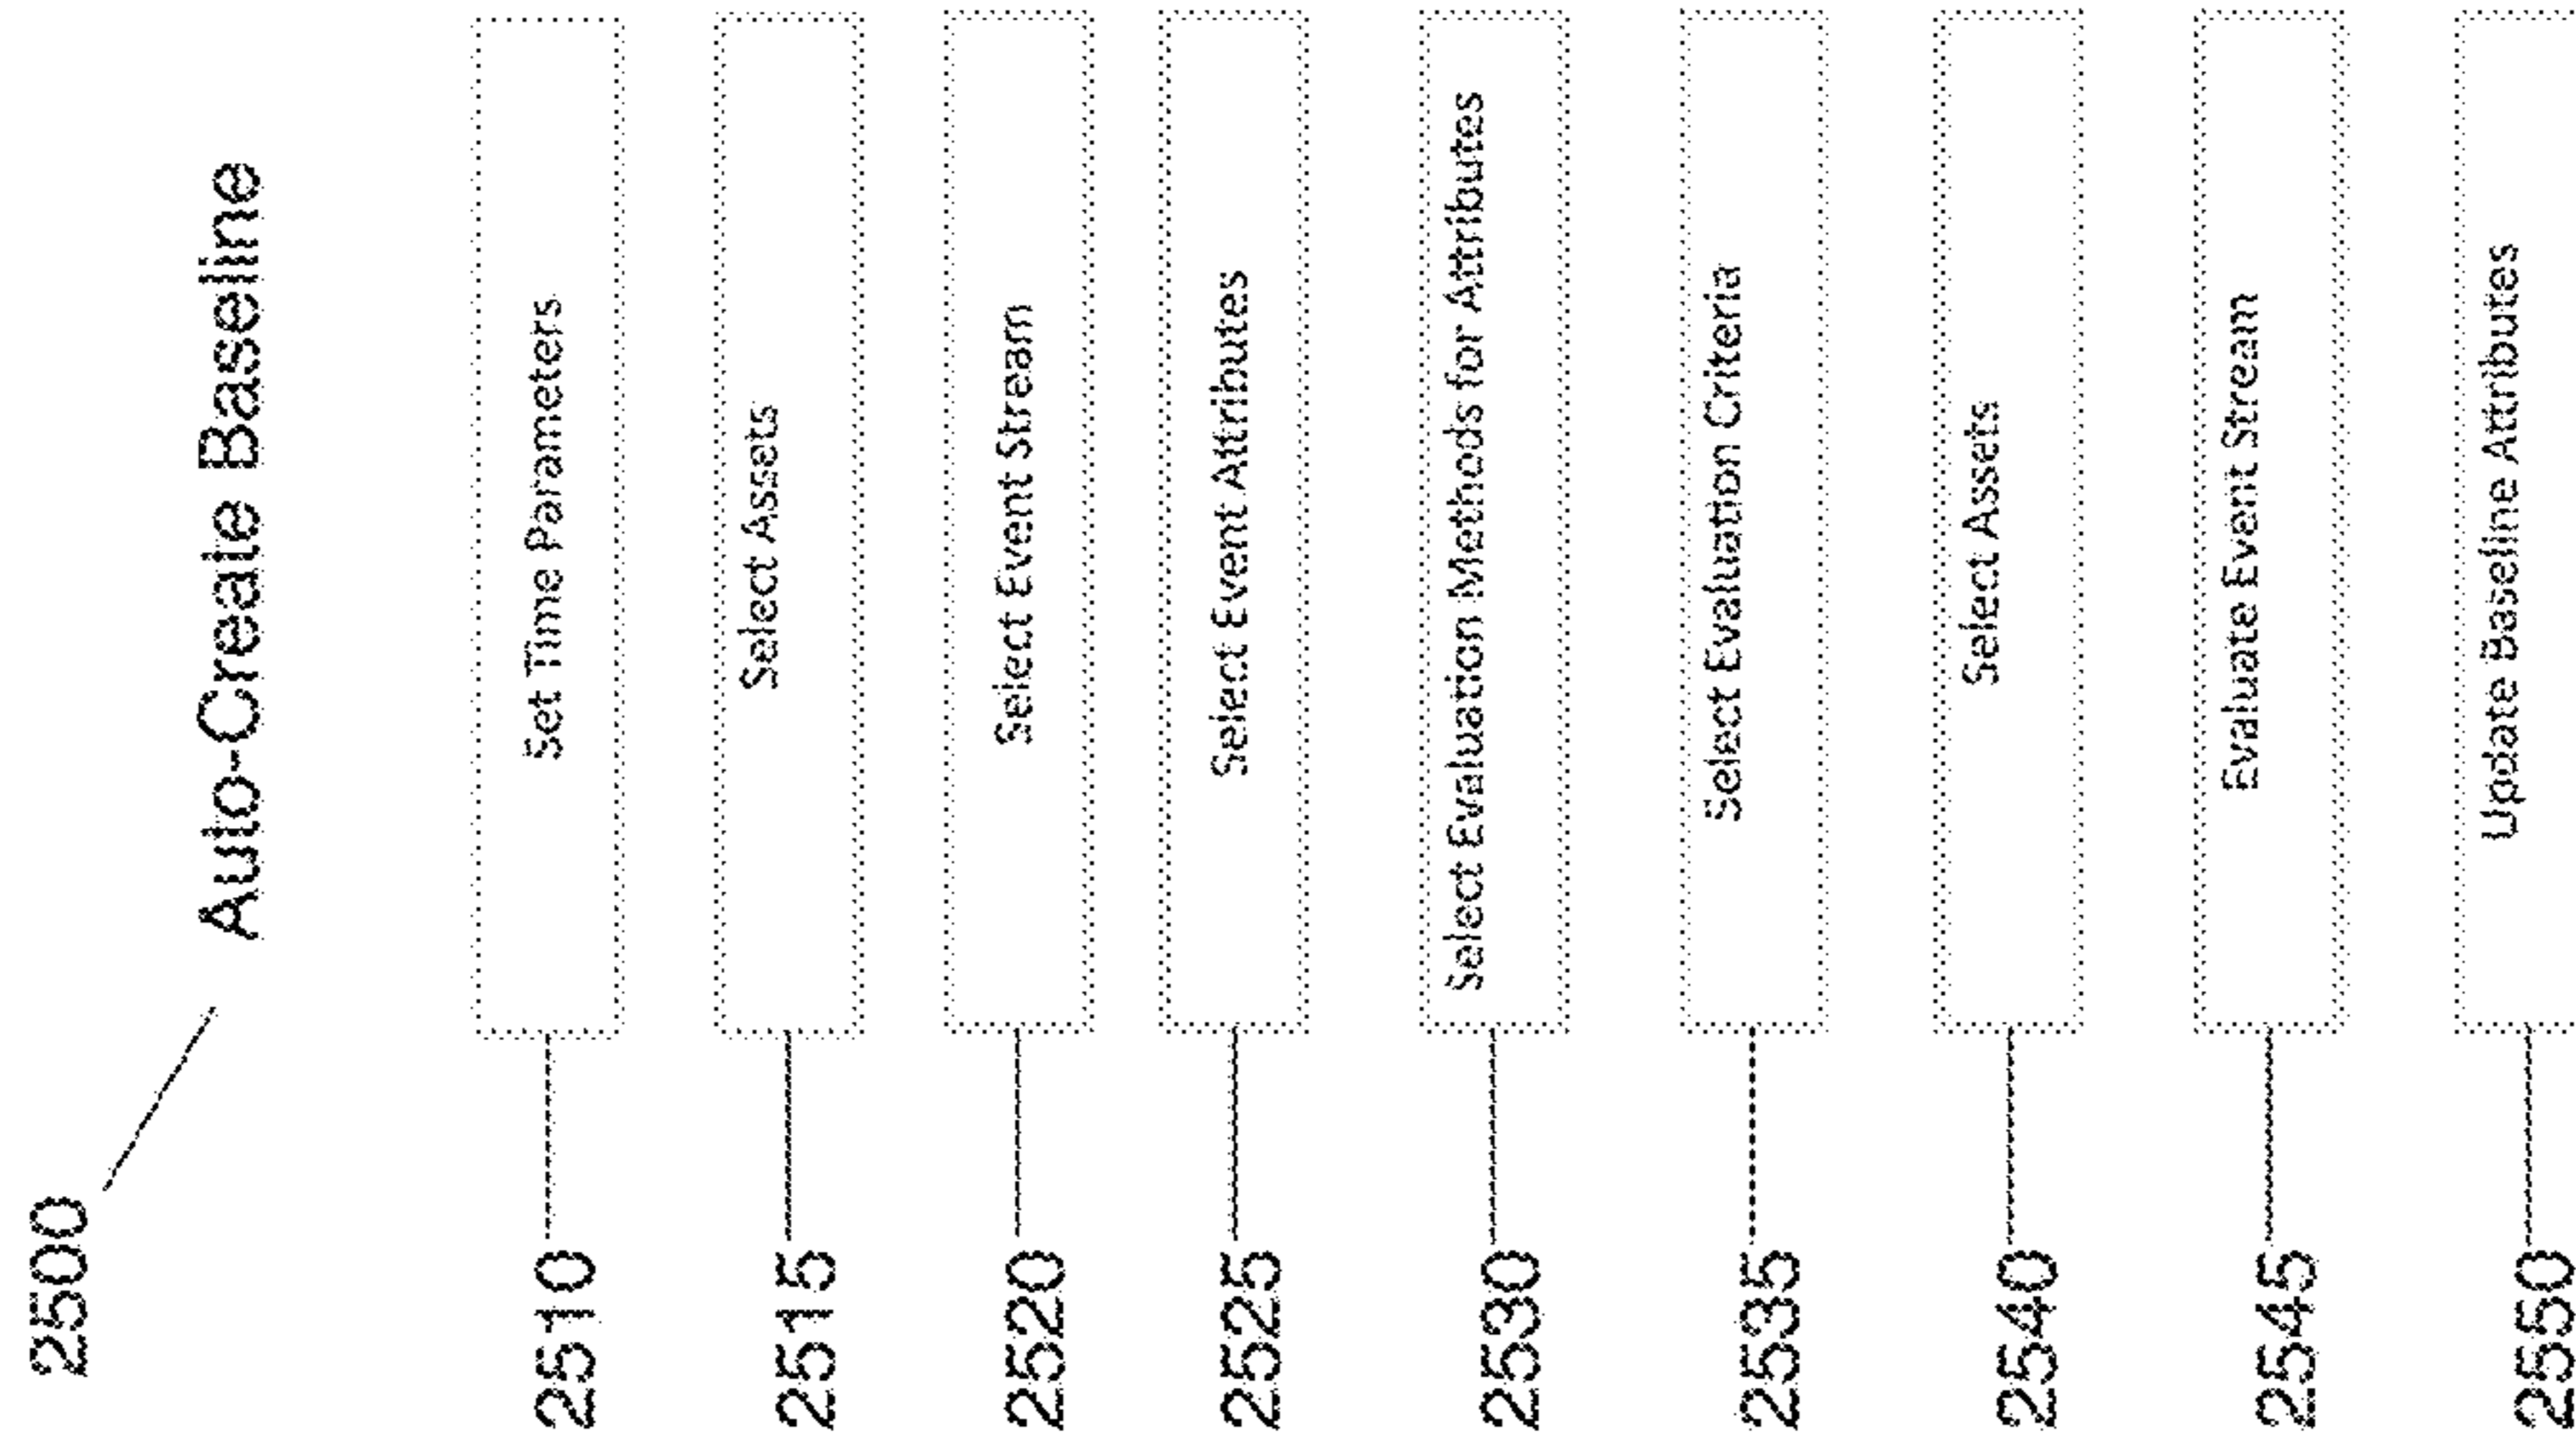 2500
Auto-Create Baseline
2510 Set Time Parameters
2515 Select Assets
2520 Select Event Stream
2525 Select Event Attributes
2530 Select Evaluation Methods for Attributes
2535 Select Evaluation Criteria
2540 Select Assets
2545 Evaluate Event Stream
2550 Update Baseline Attributes